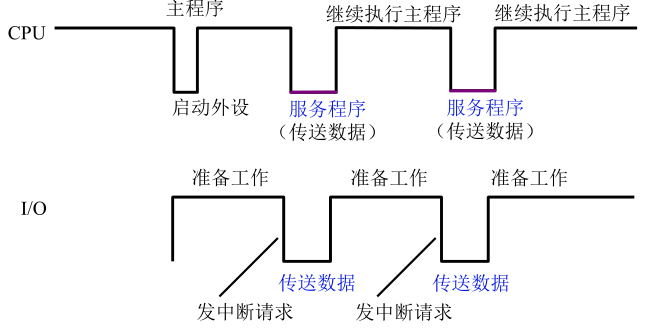 主程序 继续执行主程序 继续执行主程序
CPU
启动外设 服务程序 服务程序
(传送数据) (传送数据)
准备工作 准备工作 准备工作
I/O
传送数据 传送数据
发中断请求 发中断请求